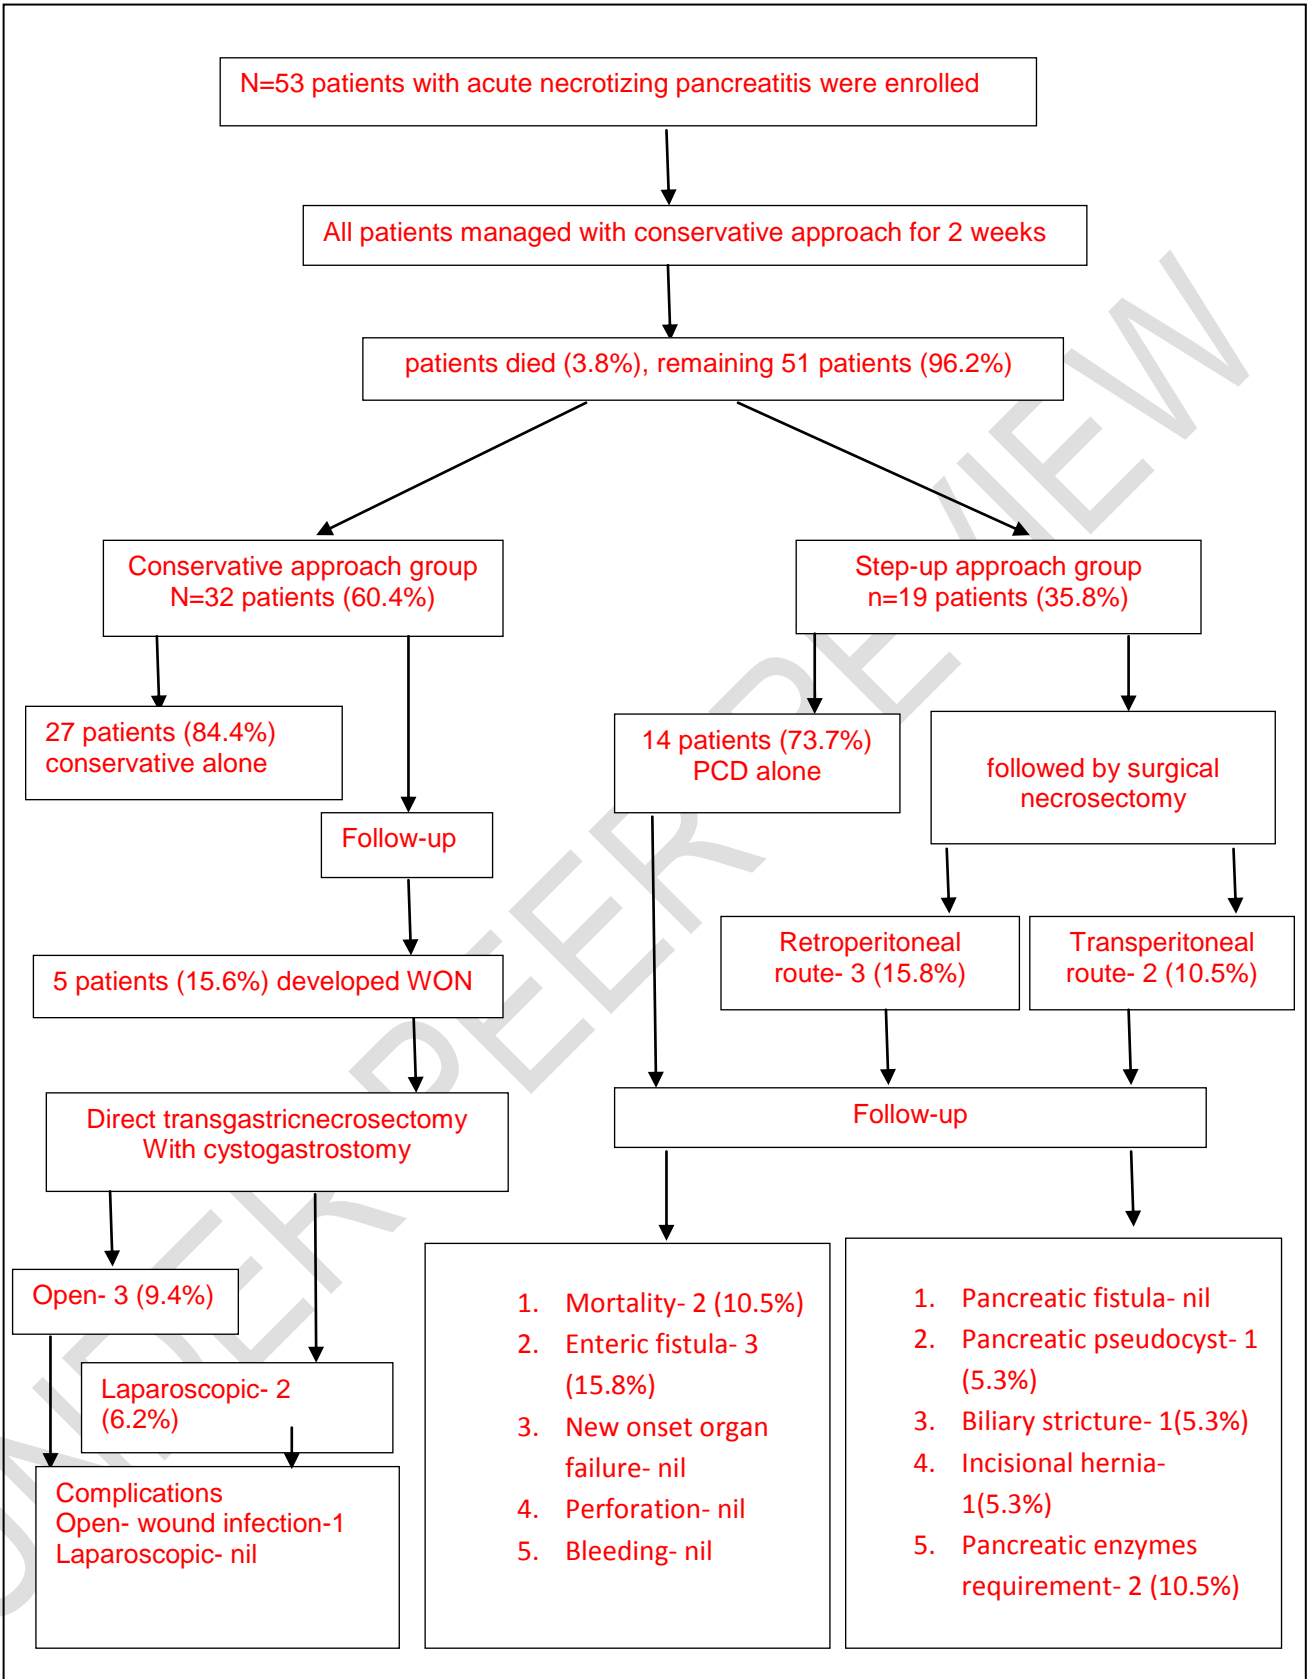 N=53 patients with acute necrotizing pancreatitis were enrolled
All patients managed with conservative approach for 2 weeks
patients died (3.8%), remaining 51 patients (96.2%)
Conservative approach group
N=32 patients (60.4%)
Step-up approach group
n=19 patients (35.8%)
27 patients (84.4%)
conservative alone
14 patients (73.7%)
PCD alone
followed by surgical
necrosectomy
Follow-up
Retroperitoneal
route- 3 (15.8%)
Transperitoneal
route- 2 (10.5%)
5 patients (15.6%) developed WON
Direct transgastricnecrosectomy
With cystogastrostomy
Follow-up
Open- 3 (9.4%)
Laparoscopic- 2
(6.2%)
Complications
Open- wound infection-1
Laparoscopic- nil
1. Mortality- 2 (10.5%)
2. Enteric fistula- 3
(15.8%)
3. New onset organ
failure- nil
4. Perforation- nil
5. Bleeding- nil
1. Pancreatic fistula- nil
2. Pancreatic pseudocyst- 1
(5.3%)
3. Biliary stricture- 1(5.3%)
4. Incisional hernia-
1(5.3%)
5. Pancreatic enzymes
requirement- 2 (10.5%)
UNDER PEER REVIEW